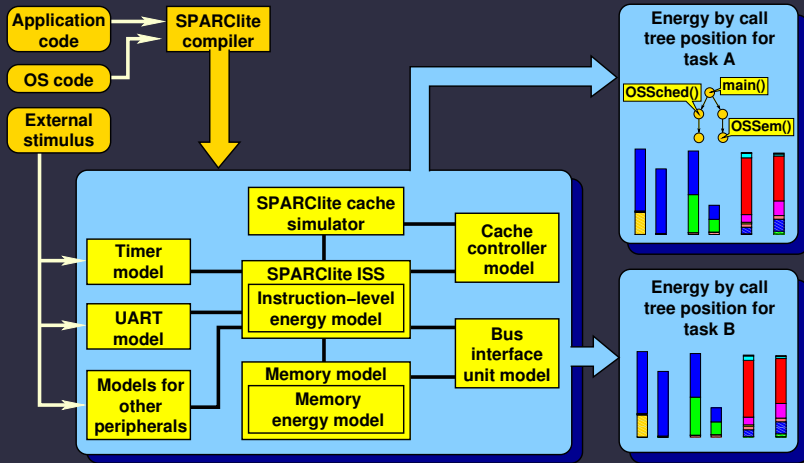 Application
code
OS code
External
stimulus
SPARClite
compiler
SPARClite cache
simulator
Timer
model
UART
model
Models for
other
peripherals
SPARClite ISS
Instruction−level
energy model
Memory model
Memory
energy model
Cache
controller
model
Bus
interface
unit model
Energy by call
tree position for
task A
main()
OSSched()
OSSem()
Energy by call
tree position for
task B